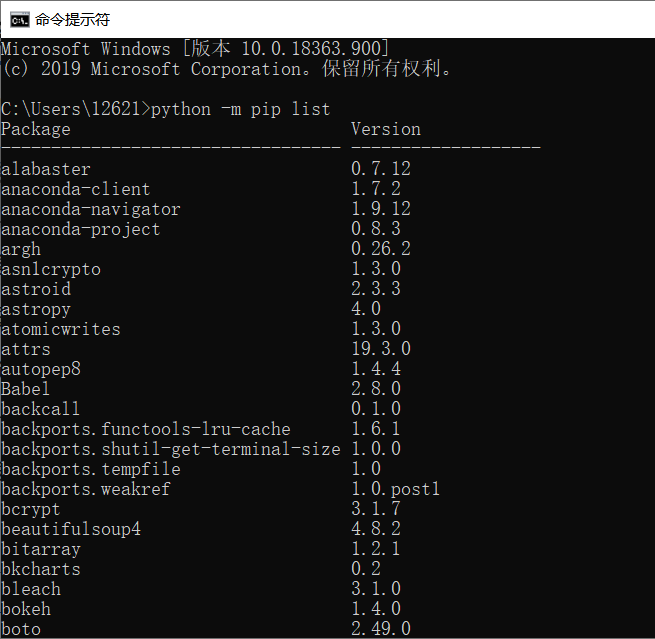 命令提示符
Microsoft Windows [版本 10.0.18363.900]
(c) 2019 Microsoft Corporation。保留所有权利。
C:\Users\12621>python -m pip list
Package Version
---------------------------------- -------------------
alabaster 0.7.12
anaconda-client 1.7.2
anaconda-navigator 1.9.12
anaconda-project 0.8.3
argh 0.26.2
asn1crypto 1.3.0
astroid 2.3.3
astropy 4.0
atomicwrites 1.3.0
attrs 19.3.0
autopep8 1.4.4
Babel 2.8.0
backcall 0.1.0
backports.functools-lru-cache 1.6.1
backports.shutil-get-terminal-size 1.0.0
backports.tempfile 1.0
backports.weakref 1.0.post1
bcrypt 3.1.7
beautifulsoup4 4.8.2
bitarray 1.2.1
bkcharts 0.2
bleach 3.1.0
bokeh 1.4.0
boto 2.49.0